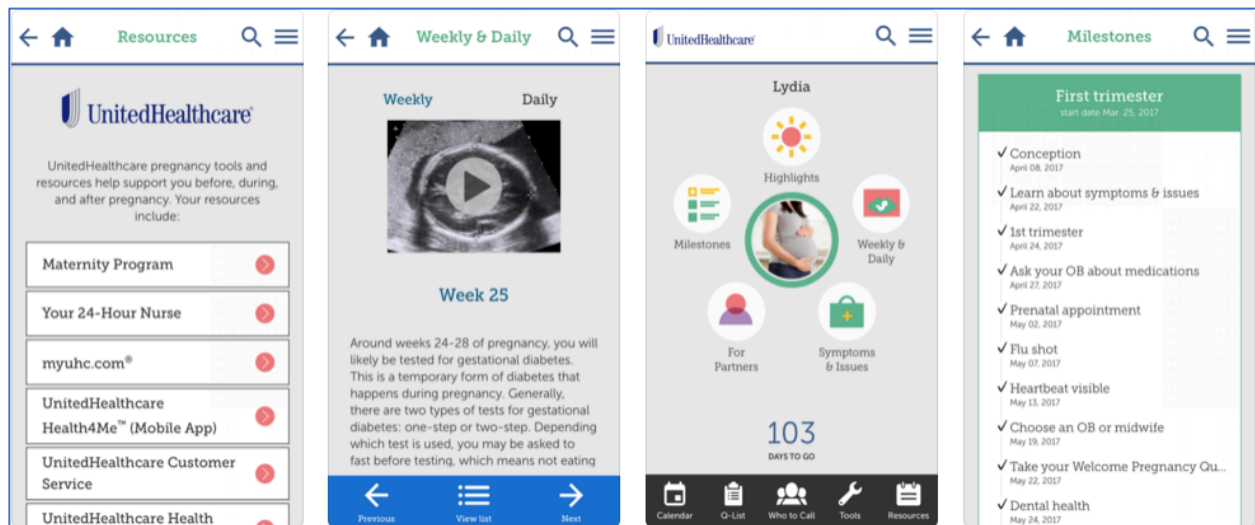 Resources
UnitedHealthcare®
UnitedHealthcare pregnancy tools and
resources help support you before, during,
and after pregnancy. Your resources
include:
Maternity Program
Your 24-Hour Nurse
myuhc.com®
UnitedHealthcare
Health4Me™ (Mobile App)
UnitedHealthcare Customer
Service
UnitedHealthcare Health
Weekly & Daily
Weekly
Daily
Week 25
Around weeks 24-28 of pregnancy, you will
likely be tested for gestational diabetes.
This is a temporary form of diabetes that
happens during pregnancy. Generally,
there are two types of tests for gestational
diabetes: one-step or two-step. Depending
which test is used, you may be asked to
fast before testing, which means not eating
Previous
View list
Next
UnitedHealthcare®
Lydia
Highlights
Milestones
Weekly &
Daily
For
Partners
Symptoms
& Issues
103
DAYS TO GO
Calendar
Q-List
Who to Call
Tools
Resources
Milestones
First trimester
start date Mar. 25, 2017
Conception
April 08, 2017
Learn about symptoms & issues
April 22, 2017
1st trimester
April 24, 2017
Ask your OB about medications
April 27, 2017
Prenatal appointment
May 02, 2017
Flu shot
May 07, 2017
Heartbeat visible
May 13, 2017
Choose an OB or midwife
May 19, 2017
Take your Welcome Pregnancy Qu...
May 22, 2017
Dental health
May 24, 2017